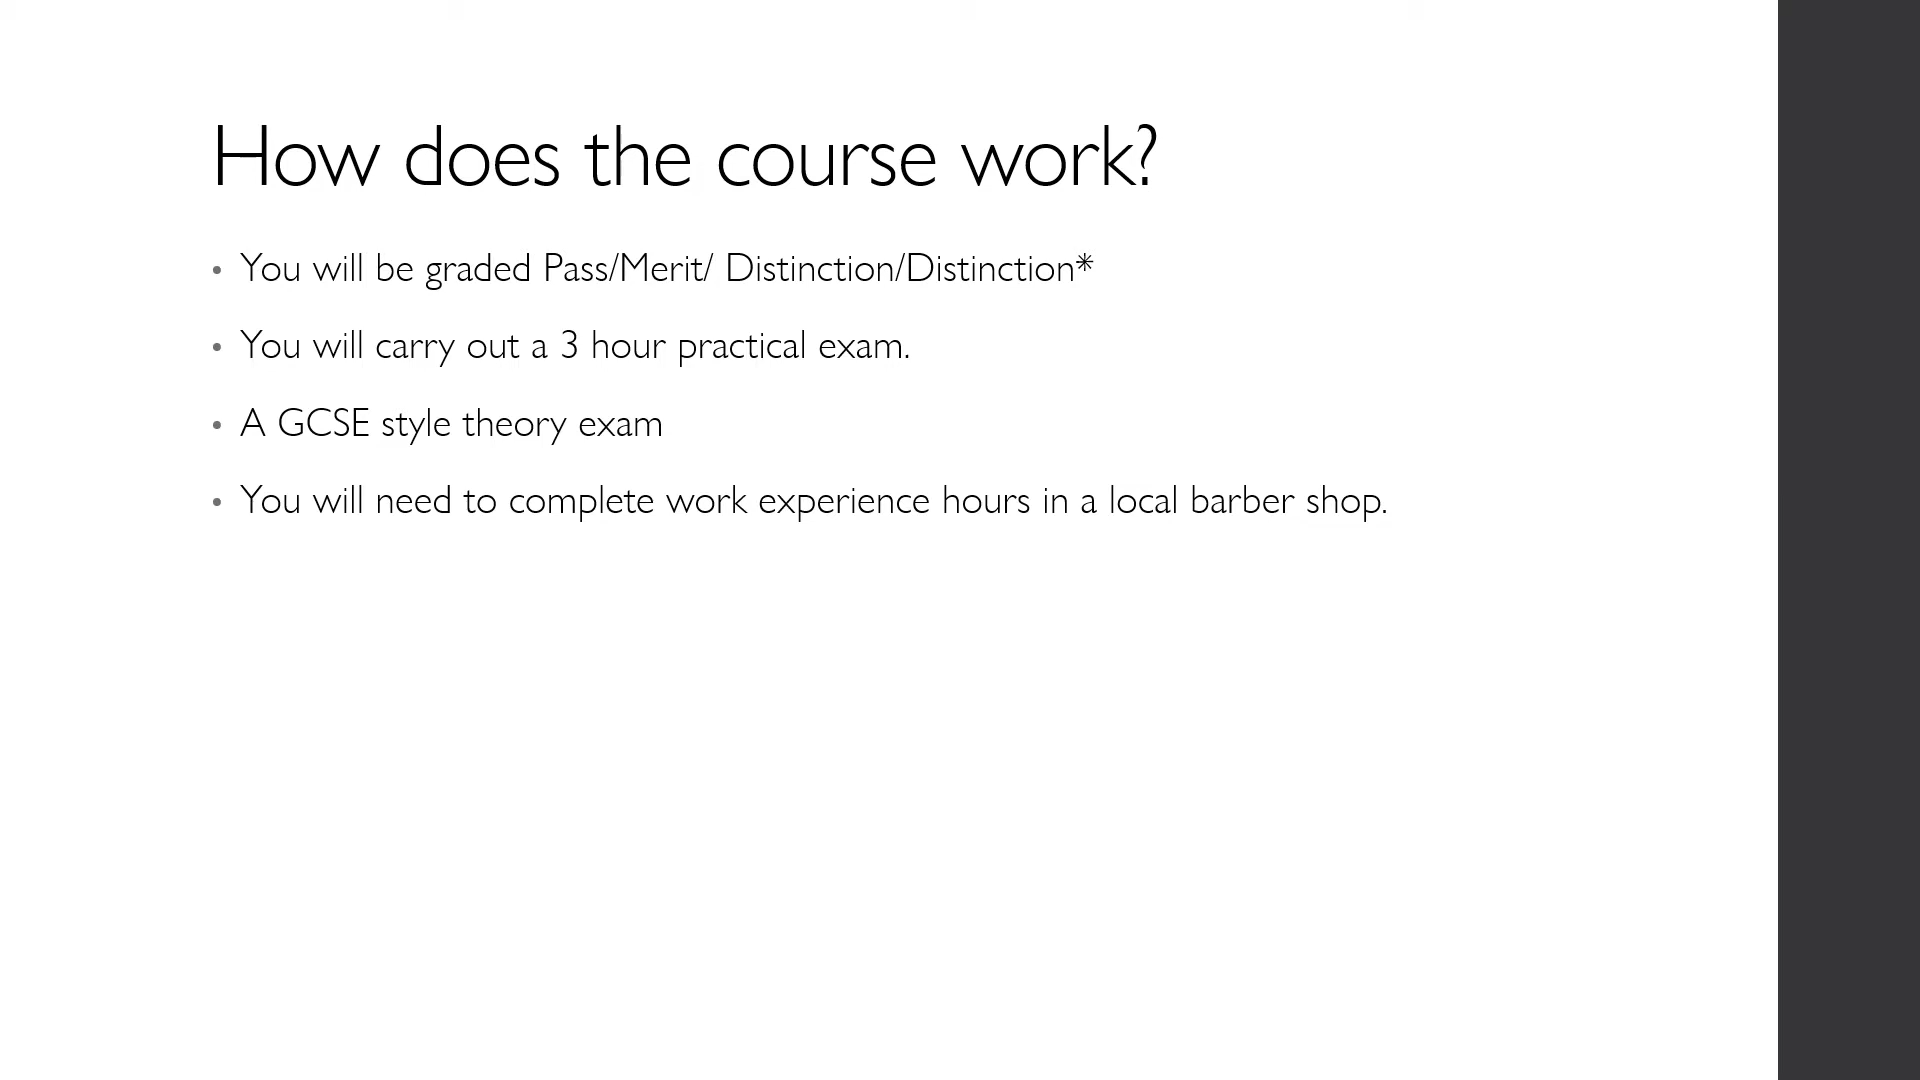 How does the course work?
• You will be graded Pass/Merit/ Distinction/Distinction*
• You will carry out a 3 hour practical exam.
• A GCSE style theory exam
• You will need to complete work experience hours in a local barber shop.